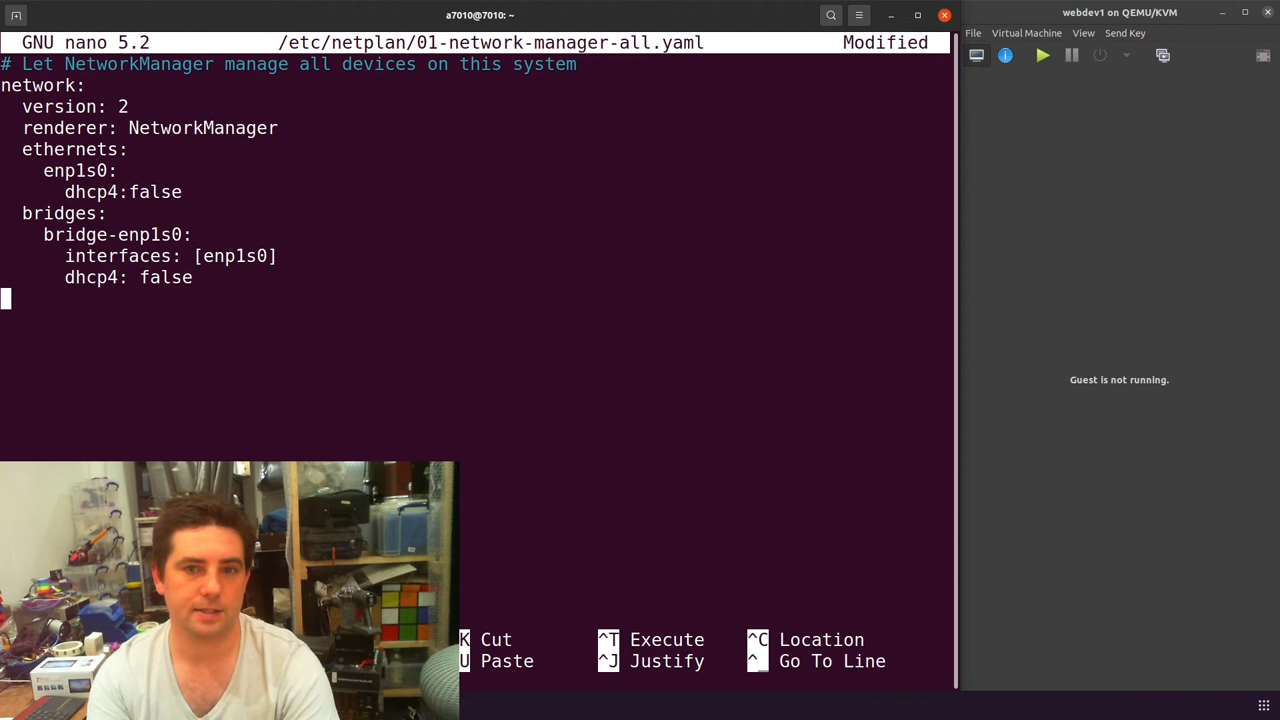 a7010@7010: ~
GNU nano 5.2 /etc/netplan/01-network-manager-all.yaml Modified
# Let NetworkManager manage all devices on this system
network:
version: 2
renderer: NetworkManager
ethernets:
enp1s0:
dhcp4:false
bridges:
bridge-enp1s0:
interfaces: [enp1s0]
dhcp4: false
K Cut ^T Execute ^C Location
U Paste ^J Justify ^_ Go To Line
webdev1 on QEMU/KVM
File Virtual Machine View Send Key
Guest is not running.